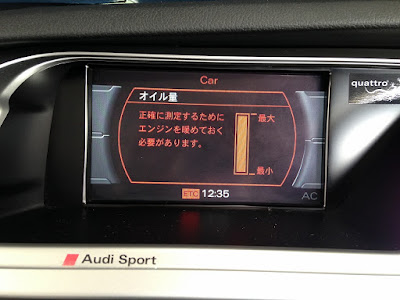 Car
quattro
オイル量
正確に測定するために
エンジンを暖めておく
必要があります。
最大
最小
ETC 12:35
AC
Audi Sport